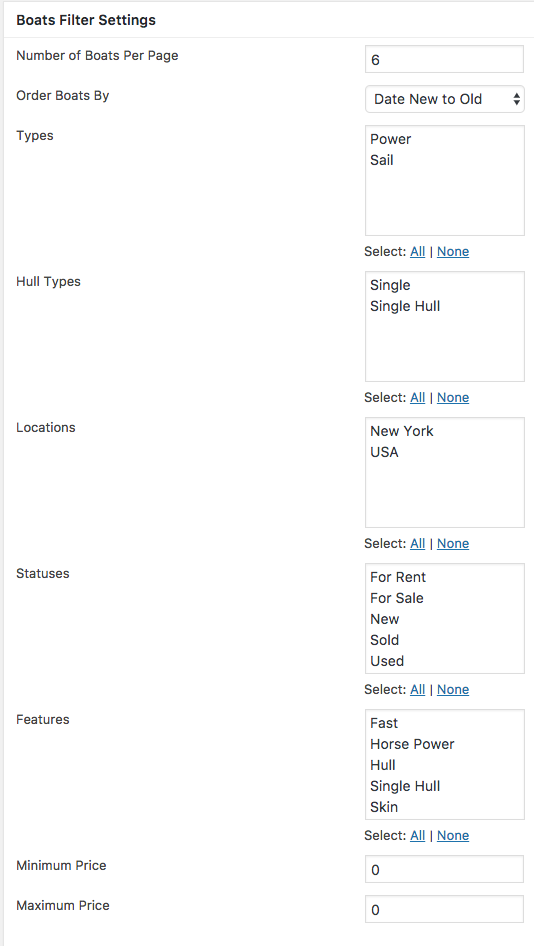 Boats Filter Settings
Number of Boats Per Page
6
Order Boats By
Date New to Old
Types
Power
Sail
Select: All | None
Hull Types
Single
Single Hull
Select: All | None
Locations
New York
USA
Select: All | None
Statuses
For Rent
For Sale
New
Sold
Used
Select: All | None
Features
Fast
Horse Power
Hull
Single Hull
Skin
Select: All | None
Minimum Price
0
Maximum Price
0